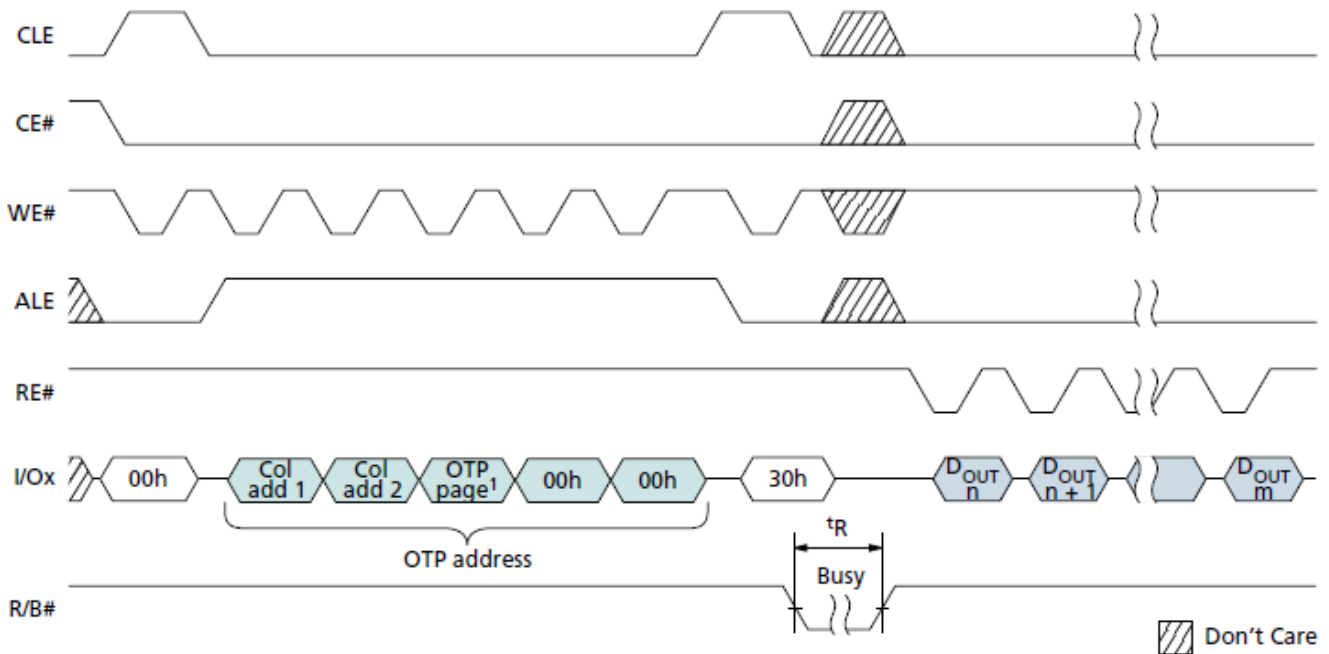 CLE
CE#
WE#
ALE
RE#
I/Ox
00h
Col add 1
Col add 2
OTP page¹
00h
00h
30h
DOUT n
DOUT n + 1
DOUT m
OTP address
tR
Busy
R/B#
Don't Care